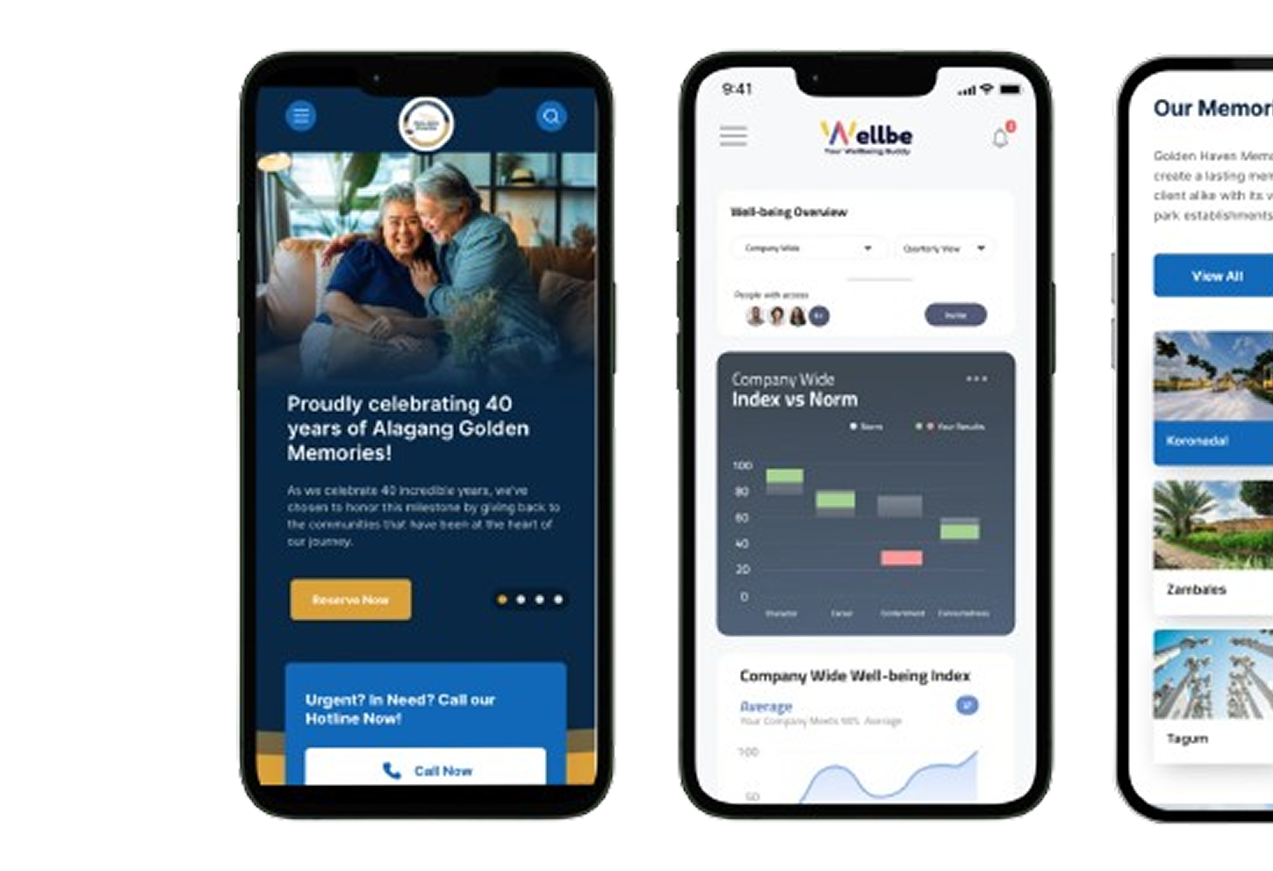 Proudly celebrating 40
years of Alagang Golden
Memories!
As we celebrate 40 incredible years, we've
chosen to honor this milestone by giving back to
the communities that have been at the heart of
our journey.
Reserve Now
Urgent? In Need? Call our
Hotline Now!
Call Now
9:41
Wellbe
Your Wellbeing Buddy
Well-being Overview
Company Wide
Quarterly View
People with access
Invite
Company Wide
Index vs Norm
Norm
Your Results
100
80
60
40
20
0
Character
Career
Contentment
Connectedness
Company Wide Well-being Index
Average
Your Company Meets 98% Average
100
50
Our Memori
Golden Haven Memo
create a lasting mem
client alike with its v
park establishments
View All
Koronadal
Zambales
Tagum